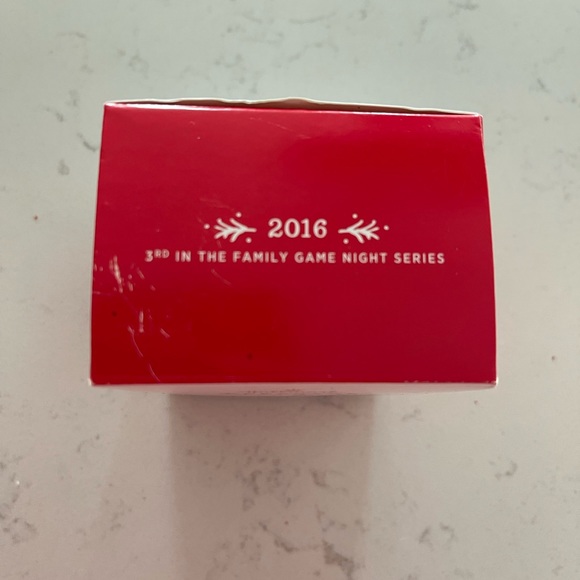 2016
3RD IN THE FAMILY GAME NIGHT SERIES